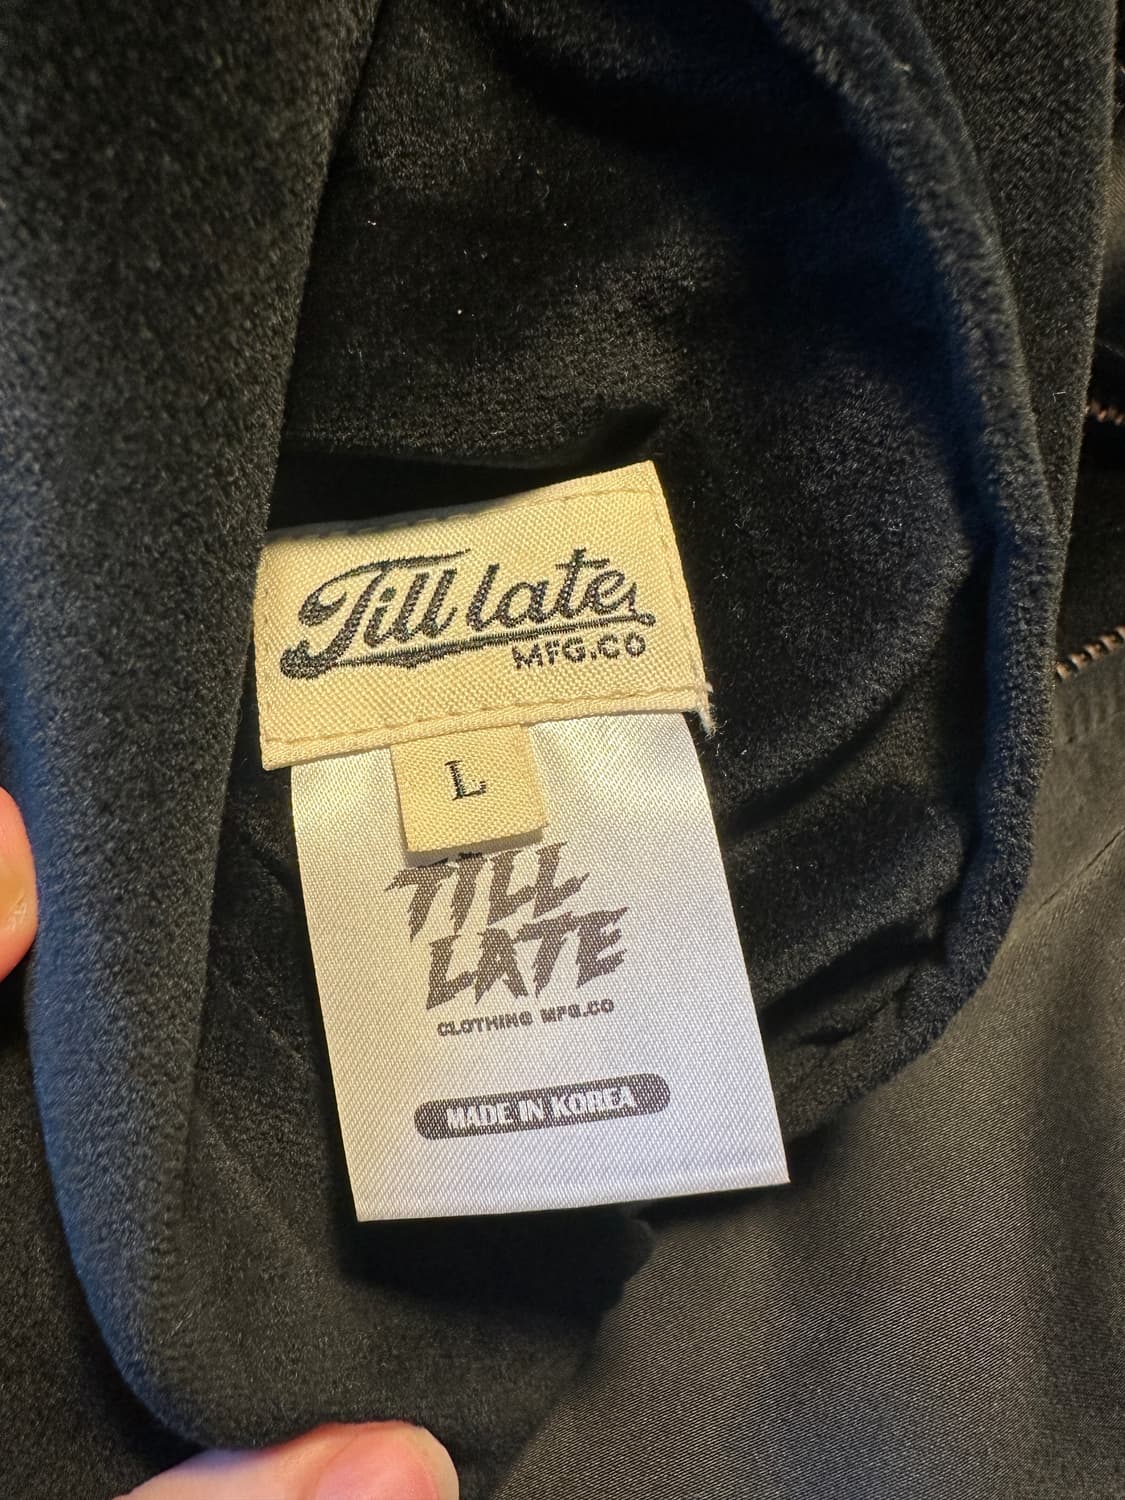 Till late
MFG.CO
L
TILL
LATE
CLOTHING MFG.CO
MADE IN KOREA